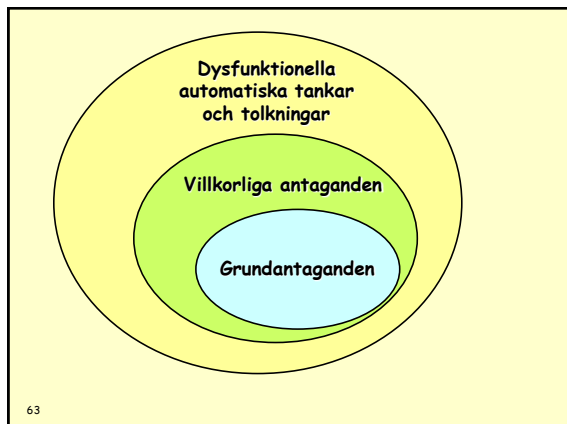 Dysfunktionella
automatiska tankar
och tolkningar
Villkorliga antaganden
Grundantaganden
63